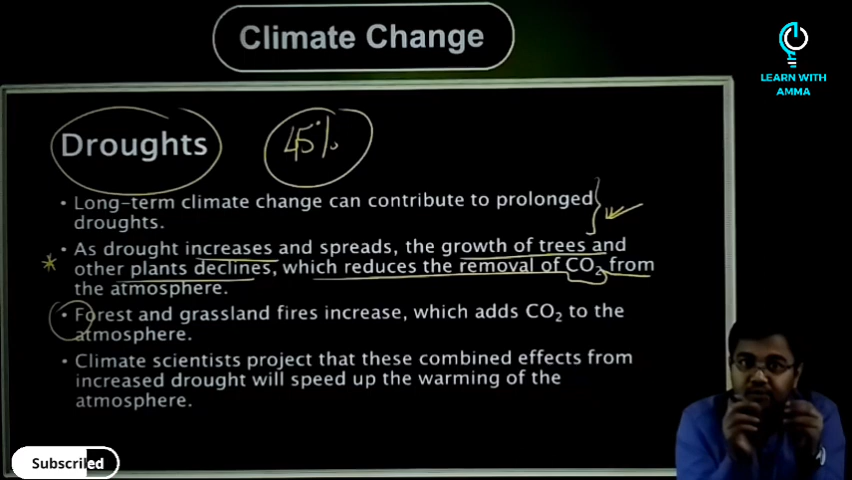 Climate Change
LEARN WITH
AMMA
Droughts
45%
• Long-term climate change can contribute to prolonged
droughts.
* • As drought increases and spreads, the growth of trees and
other plants declines, which reduces the removal of CO₂ from
the atmosphere.
• Forest and grassland fires increase, which adds CO₂ to the
atmosphere.
• Climate scientists project that these combined effects from
increased drought will speed up the warming of the
atmosphere.
Subscribed